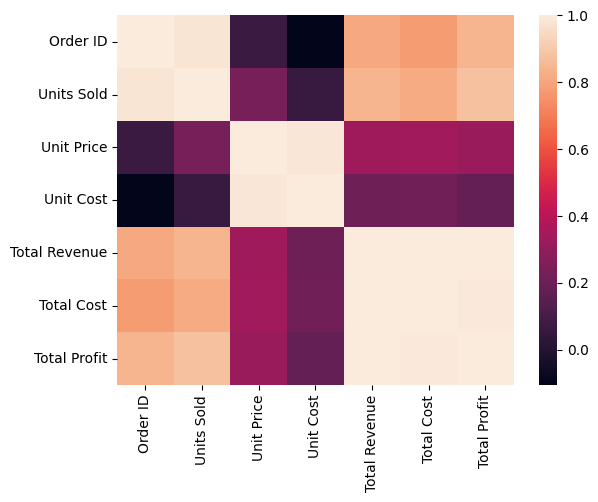 Order ID
Units Sold
Unit Price
Unit Cost
Total Revenue
Total Cost
Total Profit
Order ID
Units Sold
Unit Price
Unit Cost
Total Revenue
Total Cost
Total Profit
1.0
0.8
0.6
0.4
0.2
0.0